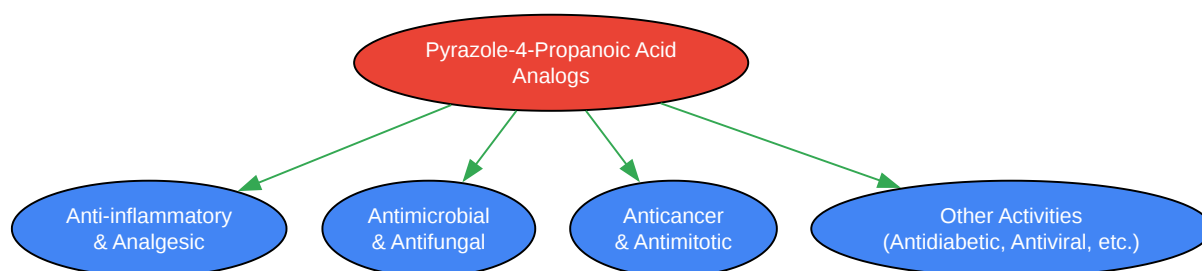 Pyrazole-4-Propanoic Acid
Analogs
Anti-inflammatory
& Analgesic
Antimicrobial
& Antifungal
Anticancer
& Antimitotic
Other Activities
(Antidiabetic, Antiviral, etc.)